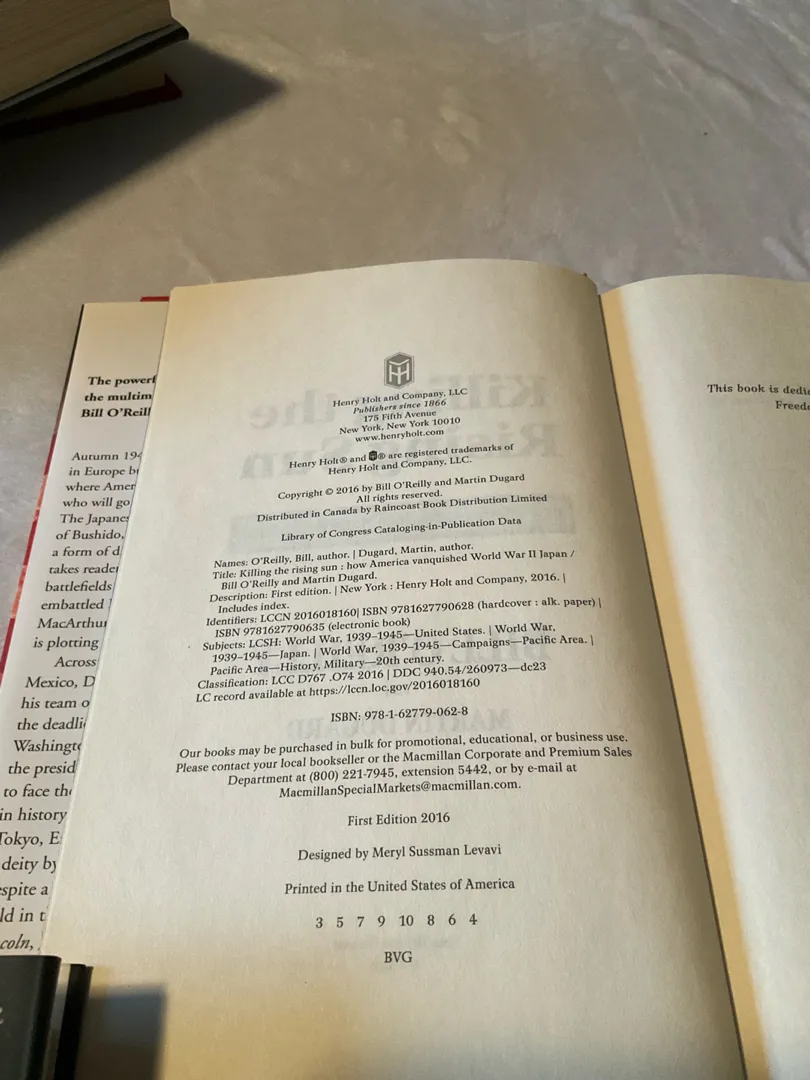 The powerf
the multim
Bill O'Reill
Autumn 194
in Europe b
where Amer
who will go
The Japanes
of Bushido,
a form of d
takes reader
battlefields
embattled
MacArthur
is plotting
Across
Mexico, D
his team o
the deadli
Washingto
the presid
to face the
in history
Tokyo, E
deity by
espite a
ld in t
coln,
Henry Holt and Company, LLC
Publishers since 1866
175 Fifth Avenue
New York, New York 10010
www.henryholt.com
Henry Holt® and ® are registered trademarks of
Henry Holt and Company, LLC.
Copyright © 2016 by Bill O'Reilly and Martin Dugard
All rights reserved.
Distributed in Canada by Raincoast Book Distribution Limited
Library of Congress Cataloging-in-Publication Data
Names: O'Reilly, Bill, author. | Dugard, Martin, author.
Title: Killing the rising sun : how America vanquished World War II Japan /
Bill O'Reilly and Martin Dugard.
Description: First edition. | New York : Henry Holt and Company, 2016. |
Includes index.
Identifiers: LCCN 2016018160| ISBN 9781627790628 (hardcover : alk. paper) |
ISBN 9781627790635 (electronic book)
Subjects: LCSH: World War, 1939–1945—United States. | World War,
1939–1945—Japan. | World War, 1939–1945—Campaigns—Pacific Area. |
Pacific Area—History, Military—20th century.
Classification: LCC D767 .O74 2016 | DDC 940.54/260973—dc23
LC record available at https://lccn.loc.gov/2016018160
ISBN: 978-1-62779-062-8
Our books may be purchased in bulk for promotional, educational, or business use.
Please contact your local bookseller or the Macmillan Corporate and Premium Sales
Department at (800) 221-7945, extension 5442, or by e-mail at
MacmillanSpecialMarkets@macmillan.com.
First Edition 2016
Designed by Meryl Sussman Levavi
Printed in the United States of America
3 5 7 9 10 8 6 4
BVG
This book is dedic
Freedo